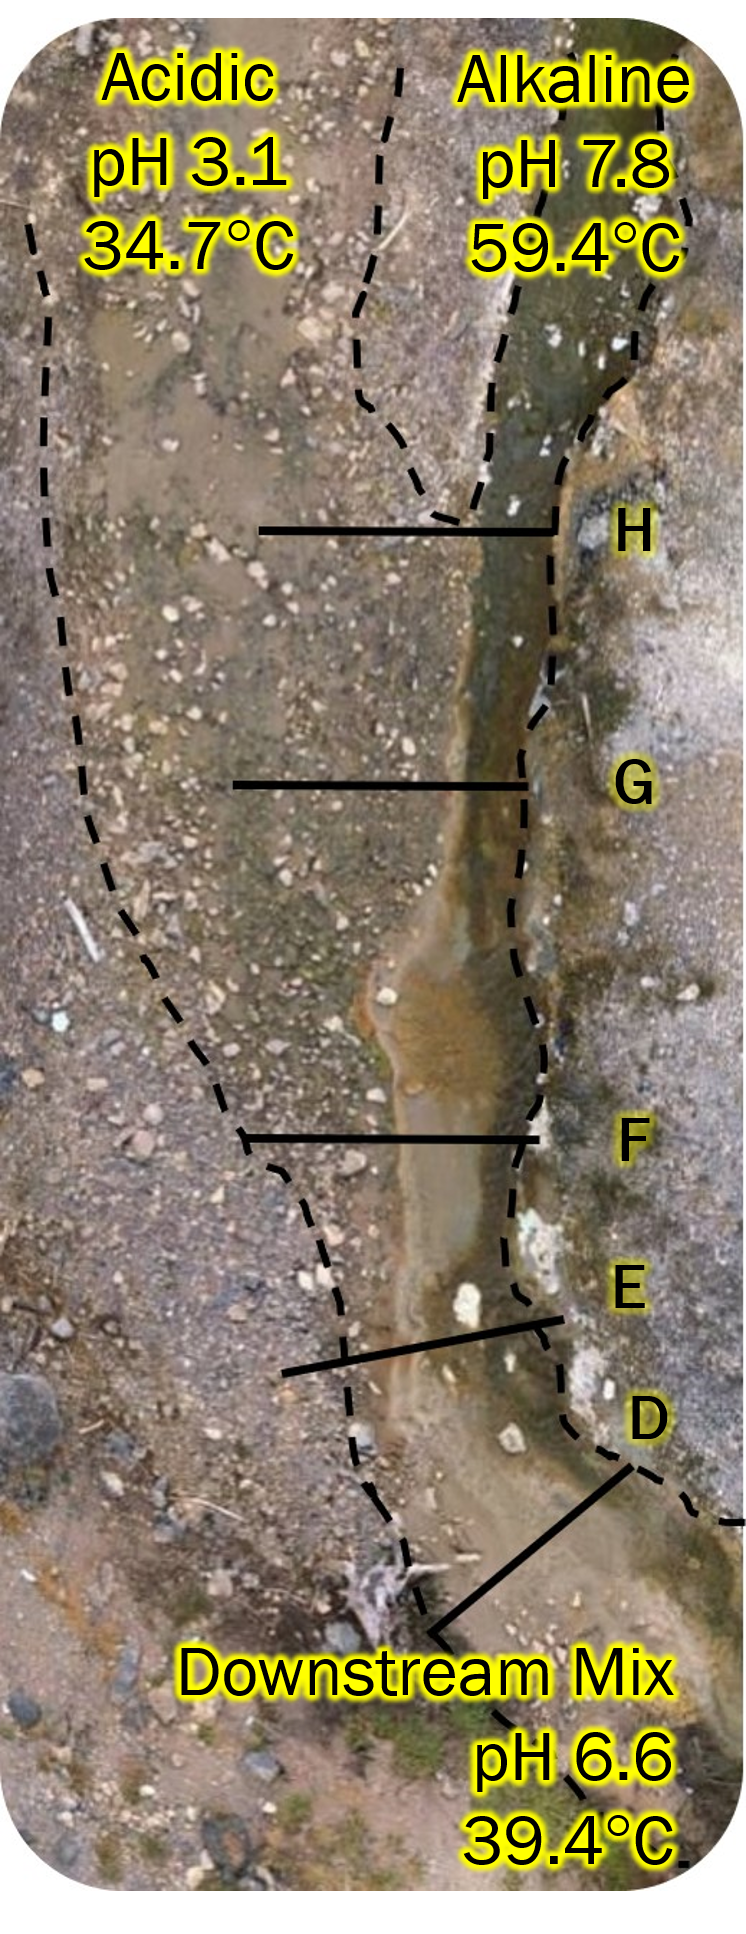 Acidic
pH 3.1
34.7°C
Alkaline
pH 7.8
59.4°C
H
G
F
E
D
Downstream Mix
pH 6.6
39.4°C